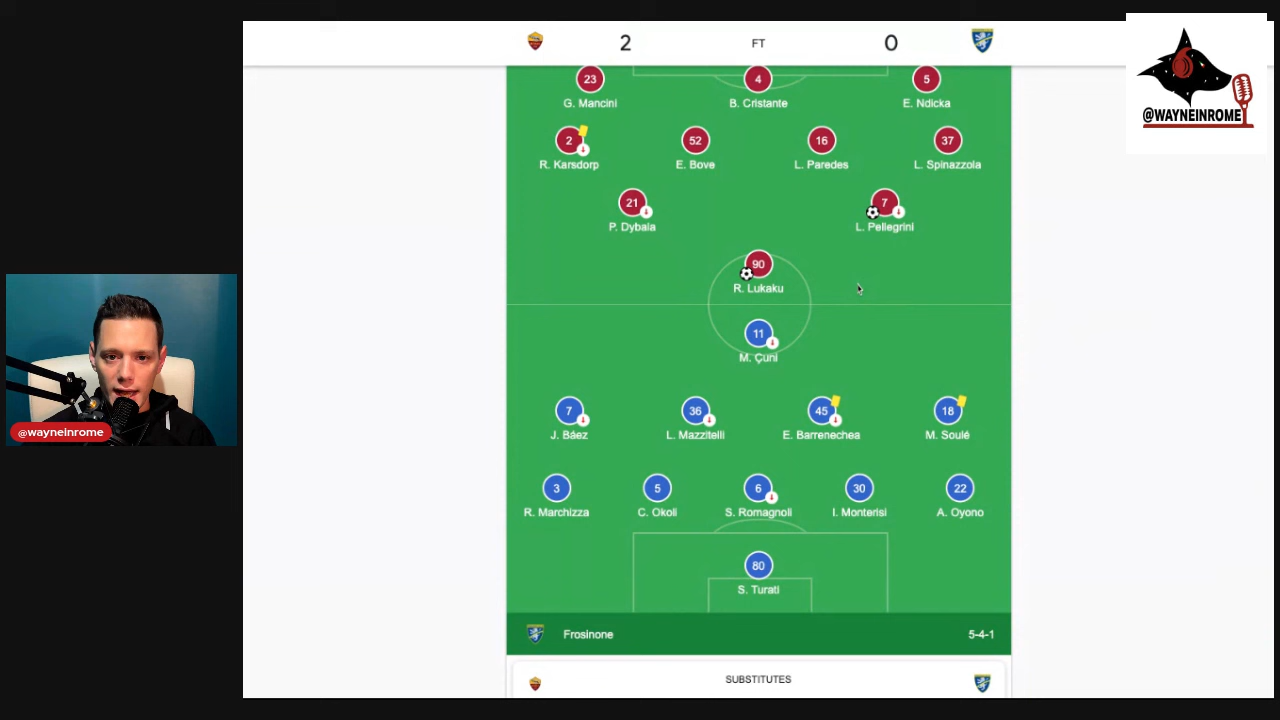 2 FT 0
@WAYNEINROME
23 4 5
G. Mancini B. Cristante E. Ndicka
2 52 16 37
R. Karsdorp E. Bove L. Paredes L. Spinazzola
21 7
P. Dybala L. Pellegrini
90
R. Lukaku
11
M. Çuni
7 36 45 18
J. Báez L. Mazzitelli E. Barrenechea M. Soulé
@wayneinrome
3 5 6 30 22
R. Marchizza C. Okoli S. Romagnoli I. Monterisi A. Oyono
80
S. Turati
Frosinone 5-4-1
SUBSTITUTES